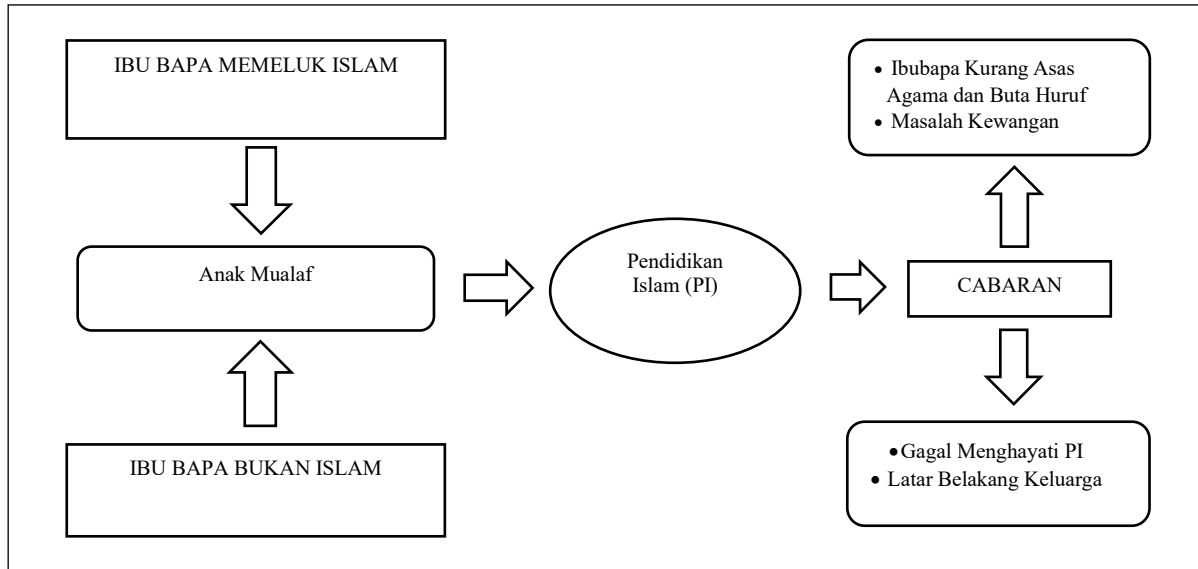 IBU BAPA MEMELUK ISLAM
Anak Mualaf
IBU BAPA BUKAN ISLAM
Pendidikan
Islam (PI)
CABARAN
• Ibubapa Kurang Asas
Agama dan Buta Huruf
• Masalah Kewangan
•Gagal Menghayati PI
• Latar Belakang Keluarga